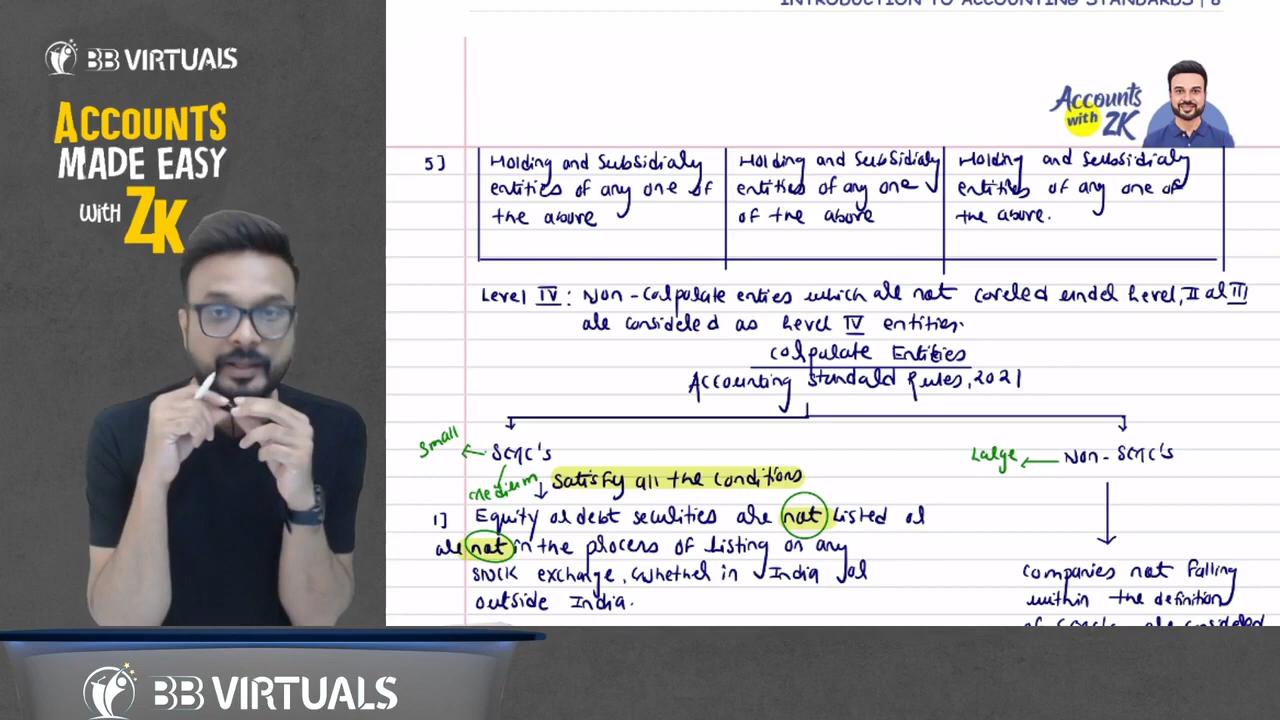 INTRODUCTION TO ACCOUNTING STANDARDS | 8
BB VIRTUALS
ACCOUNTS
MADE EASY
WITH ZK
Accounts
with ZK
5]
Holding and Subsidiary
entities of any one of
the above
Holding and Subsidiary
entities of any one
of the above
Holding and Subsidiary
entities of any one of
the above.
Level IV: Non-Corporate enties which are not covered under Level I, II or III
are considered as Level IV entities.
Corporate Entities
Accounting Standard Rules, 2021
Small
SMC's
medium
Large
Non-SMC's
Satisfy all the conditions
1] Equity or debt securities are not listed or
are not in the process of listing on any
stock exchange, whether in India or
outside India.
Companies not falling
within the definition
of SMC's are considered
BB VIRTUALS